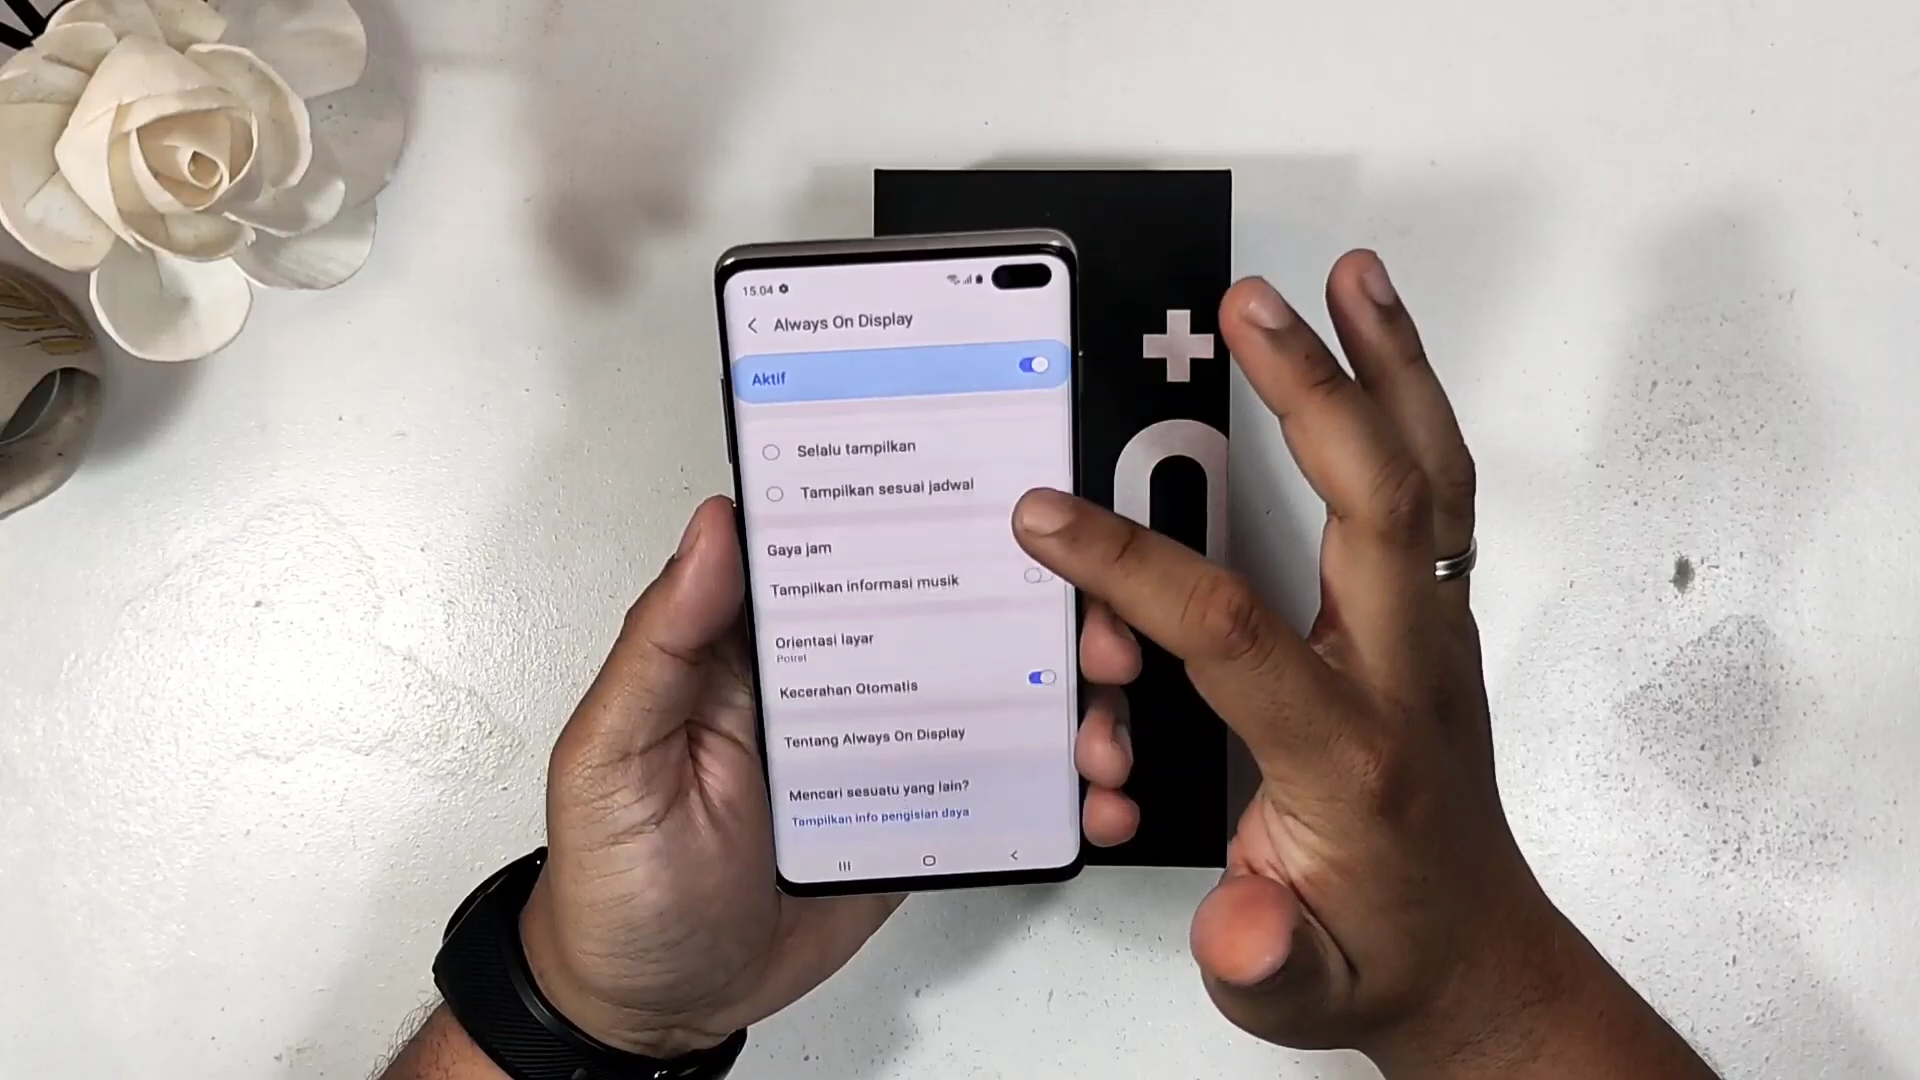 15.04
Always On Display
Aktif
Selalu tampilkan
Tampilkan sesuai jadwal
Gaya jam
Tampilkan informasi musik
Orientasi layar
Potret
Kecerahan Otomatis
Tentang Always On Display
Mencari sesuatu yang lain?
Tampilkan info pengisian daya
+